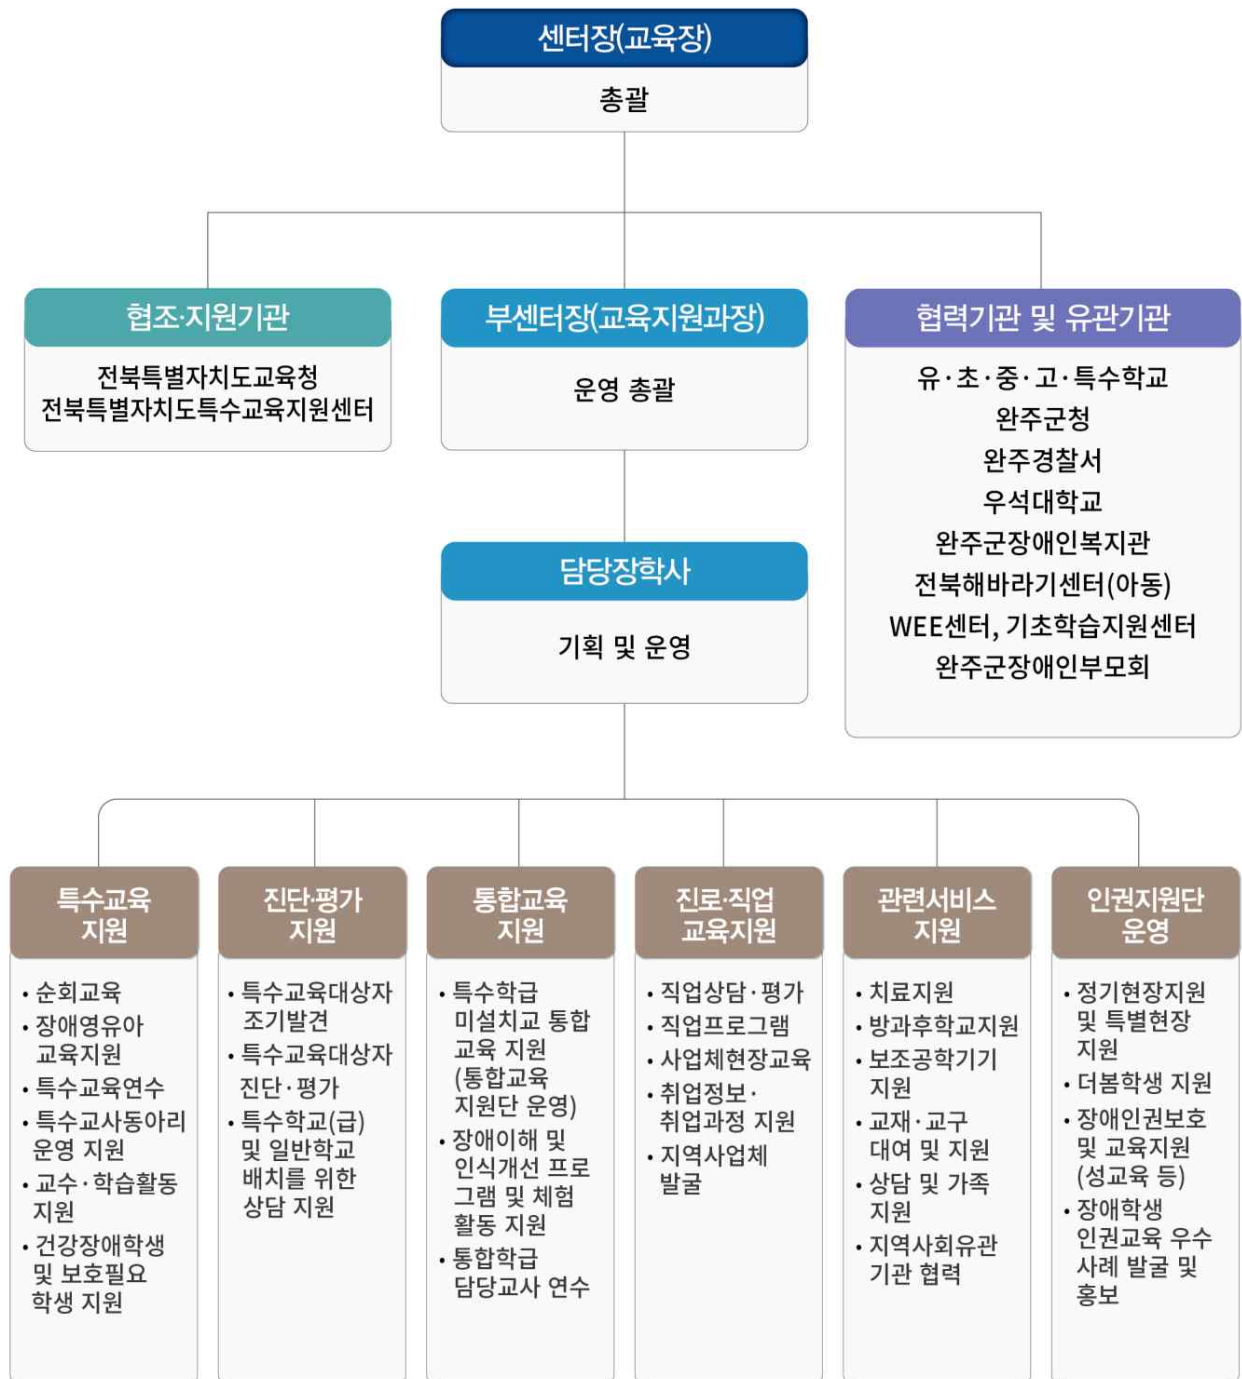 센터장(교육장)
총괄
협조·지원기관
전북특별자치도교육청
전북특별자치도특수교육지원센터
부센터장(교육지원과장)
운영 총괄
협력기관 및 유관기관
유·초·중·고·특수학교
완주군청
완주경찰서
우석대학교
완주군장애인복지관
전북해바라기센터(아동)
WEE센터, 기초학습지원센터
완주군장애인부모회
담당장학사
기획 및 운영
특수교육
지원
• 순회교육
• 장애영유아
교육지원
• 특수교육연수
• 특수교사동아리
운영 지원
• 교수·학습활동
지원
• 건강장애학생
및 보호필요
학생 지원
진단·평가
지원
• 특수교육대상자
조기발견
• 특수교육대상자
진단·평가
• 특수학교(급)
및 일반학교
배치를 위한
상담 지원
통합교육
지원
• 특수학급
미설치교 통합
교육 지원
(통합교육
지원단 운영)
• 장애이해 및
인식개선 프로
그램 및 체험
활동 지원
• 통합학급
담당교사 연수
진로·직업
교육지원
• 직업상담·평가
• 직업프로그램
• 사업체현장교육
• 취업정보·
취업과정 지원
• 지역사업체
발굴
관련서비스
지원
• 치료지원
• 방과후학교지원
• 보조공학기기
지원
• 교재·교구
대여 및 지원
• 상담 및 가족
지원
• 지역사회유관
기관 협력
인권지원단
운영
• 정기현장지원
및 특별현장
지원
• 더봄학생 지원
• 장애인권보호
및 교육지원
(성교육 등)
• 장애학생
인권교육 우수
사례 발굴 및
홍보